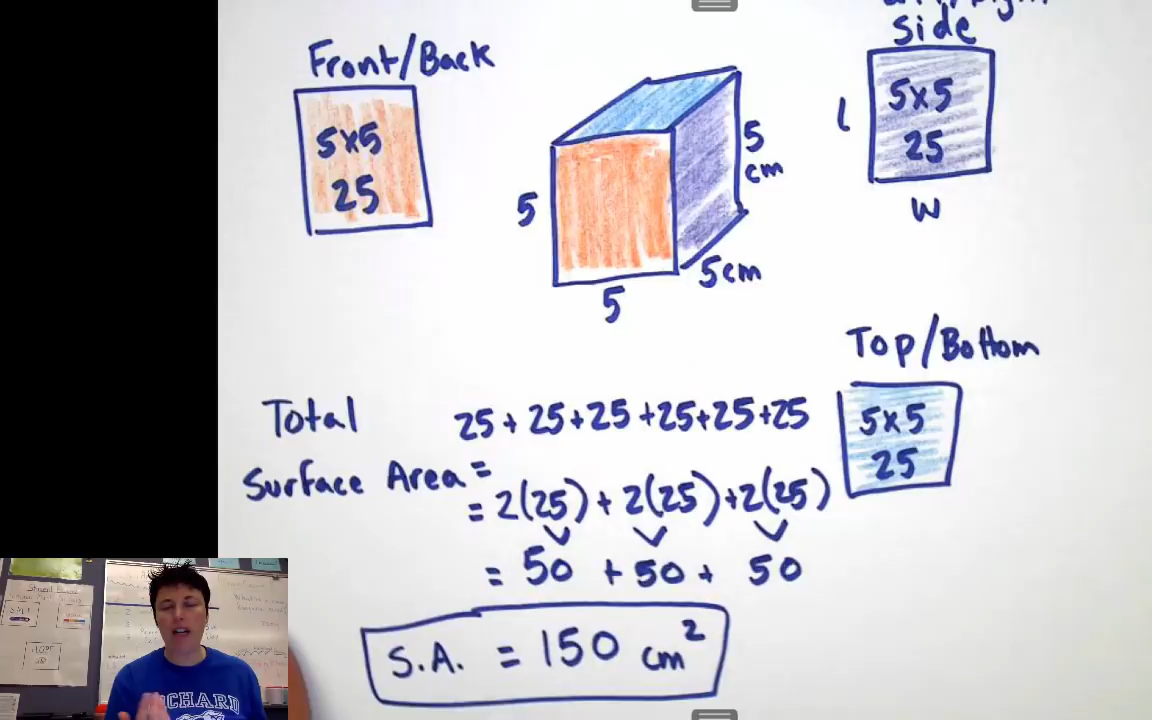 Front/Back
5x5
25
side
5x5
25
l
W
5
cm
5
5cm
5
Top/Bottom
5x5
25
Total
25 + 25 + 25 + 25 + 25 + 25
Surface Area =
= 2(25) + 2(25) + 2(25)
= 50 + 50 + 50
S.A. = 150 cm²